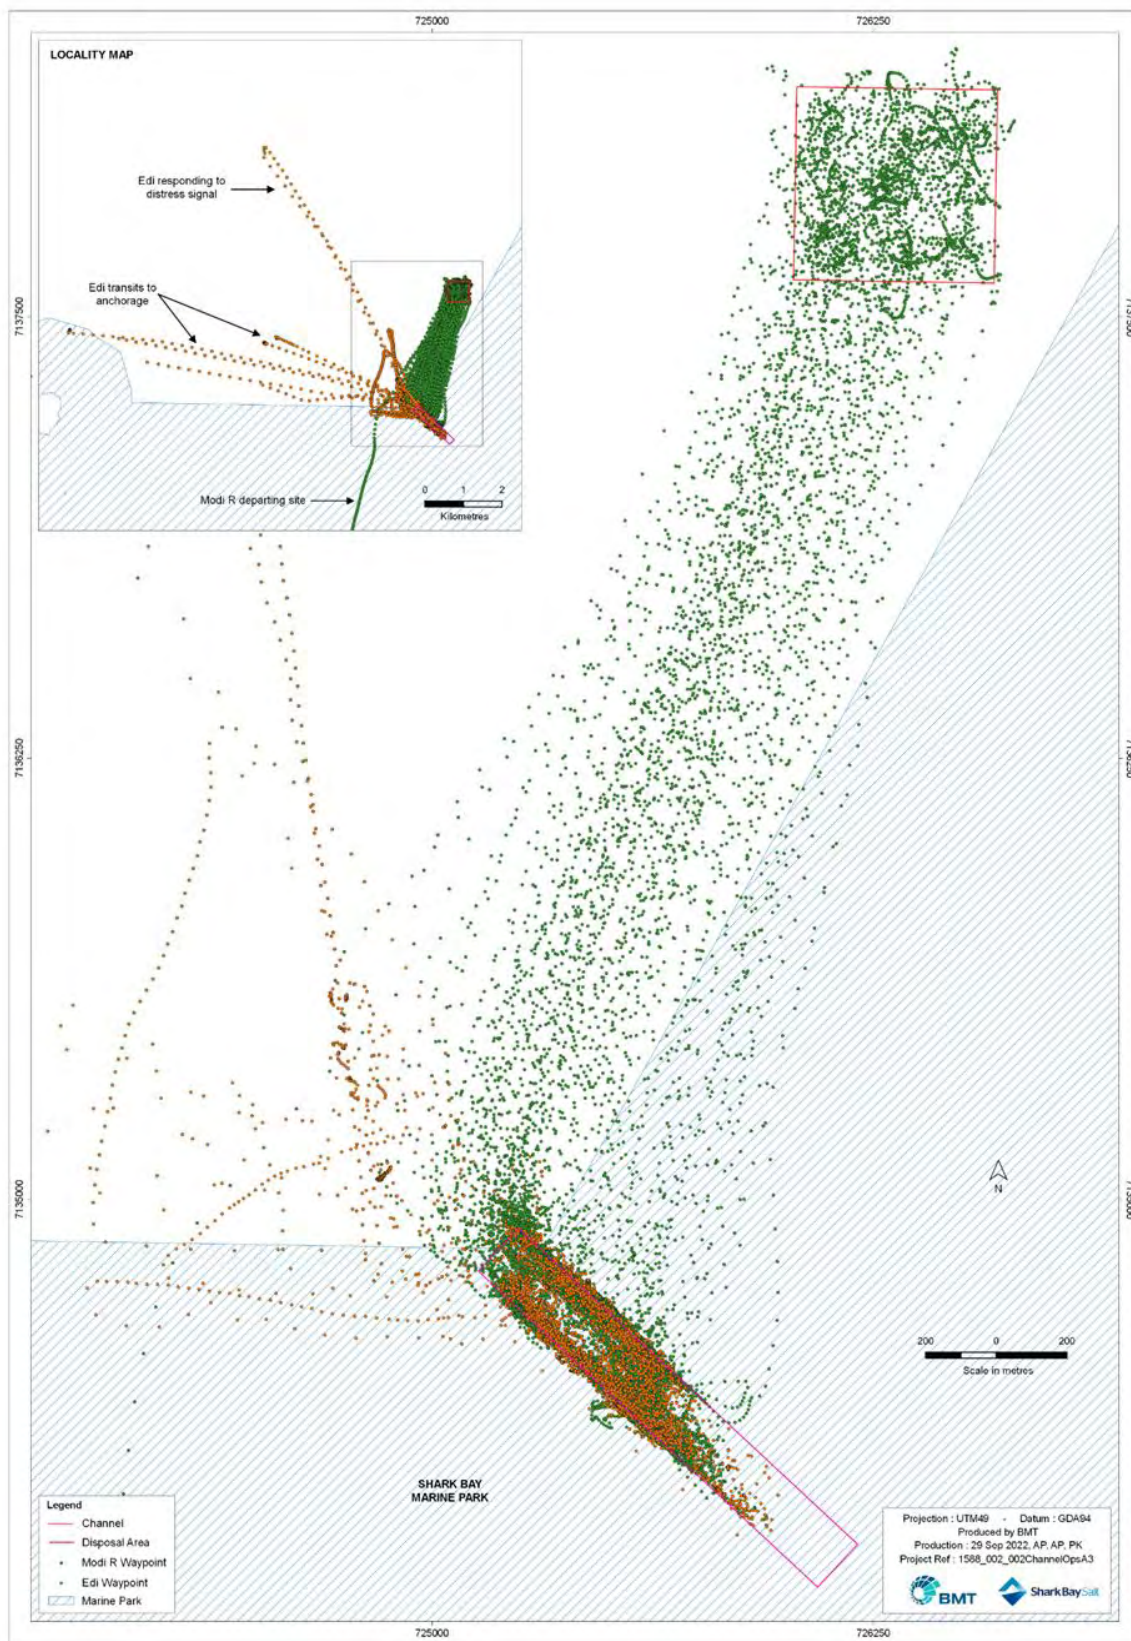 725000
726250
LOCALITY MAP
Edi responding to
distress signal
Edi transits to
anchorage
Modi R departing site
0 1 2
Kilometres
7137500
7137500
7136250
7136250
7135000
7135000
N
200 0 200
Scale in metres
SHARK BAY
MARINE PARK
Legend
Channel
Disposal Area
Modi R Waypoint
Edi Waypoint
Marine Park
Projection : UTM49 - Datum : GDA94
Produced by BMT
Production : 29 Sep 2022, AP, AP, PK
Project Ref : 1588_002_002ChannelOpsA3
BMT
SharkBaySalt
725000
726250